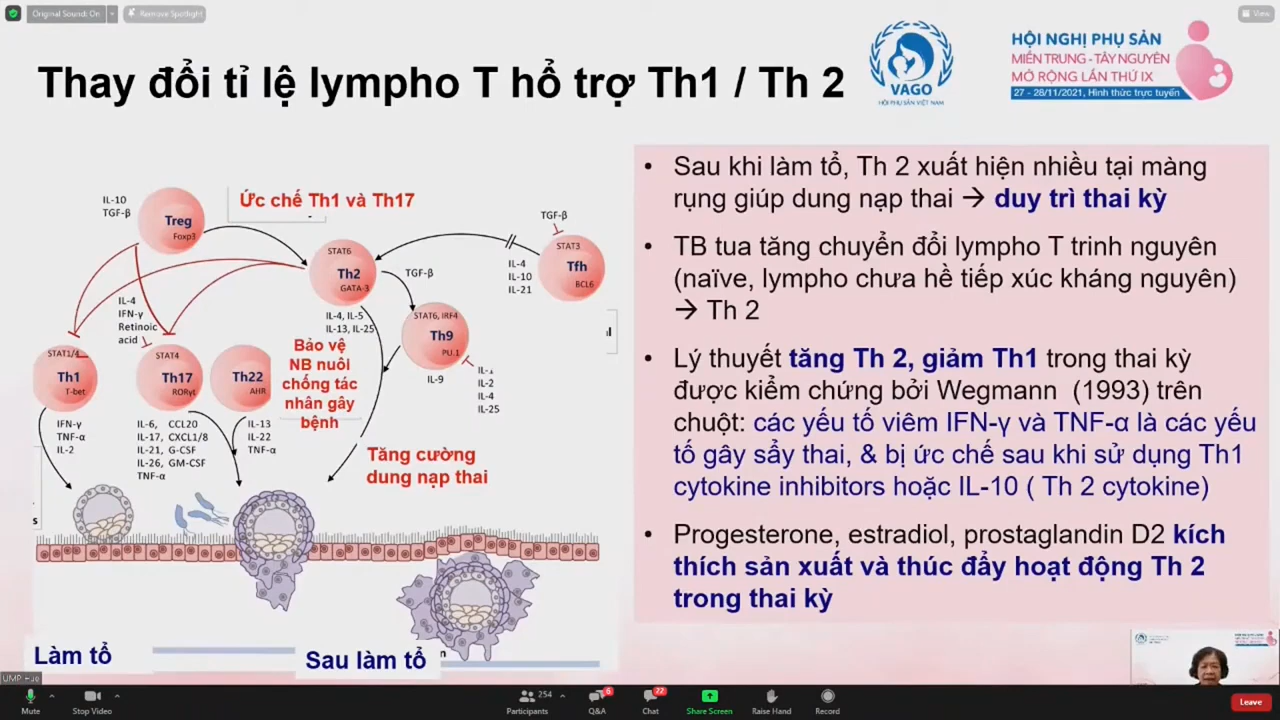 Original Sound: On
Remove Spotlight
View
Thay đổi tỉ lệ lympho T hổ trợ Th1 / Th 2
VAGO
HỘI PHỤ SẢN VIỆT NAM
HỘI NGHỊ PHỤ SẢN
MIỀN TRUNG - TÂY NGUYÊN
MỞ RỘNG LẦN THỨ IX
27 - 28/11/2021, Hình thức trực tuyến
IL-10
TGF-β
Treg
Foxp3
Ức chế Th1 và Th17
STAT6
Th2
GATA-3
TGF-β
IL-4, IL-5
IL-13, IL-25
TGF-β
STAT3
Tfh
BCL6
IL-4
IL-10
IL-21
STAT6, IRF4
Th9
PU.1
IL-9
IL-2
IL-4
IL-25
IL-4
IFN-γ
Retinoic
acid
STAT1/4
Th1
T-bet
IFN-γ
TNF-α
IL-2
STAT4
Th17
RORγt
IL-6, CCL20
IL-17, CXCL1/8
IL-21, G-CSF
IL-26, GM-CSF
TNF-α
Th22
AHR
IL-13
IL-22
TNF-α
Bảo vệ
NB nuôi
chống tác
nhân gây
bệnh
Tăng cường
dung nạp thai
Làm tổ
Sau làm tổ
• Sau khi làm tổ, Th 2 xuất hiện nhiều tại màng
rụng giúp dung nạp thai → duy trì thai kỳ
• TB tua tăng chuyển đổi lympho T trinh nguyên
(naïve, lympho chưa hề tiếp xúc kháng nguyên)
→ Th 2
• Lý thuyết tăng Th 2, giảm Th1 trong thai kỳ
được kiểm chứng bởi Wegmann (1993) trên
chuột: các yếu tố viêm IFN-γ và TNF-α là các yếu
tố gây sẩy thai, & bị ức chế sau khi sử dụng Th1
cytokine inhibitors hoặc IL-10 ( Th 2 cytokine)
• Progesterone, estradiol, prostaglandin D2 kích
thích sản xuất và thúc đẩy hoạt động Th 2
trong thai kỳ
Mute
Stop Video
254
Participants
6
Q&A
22
Chat
Share Screen
Raise Hand
Record
Leave